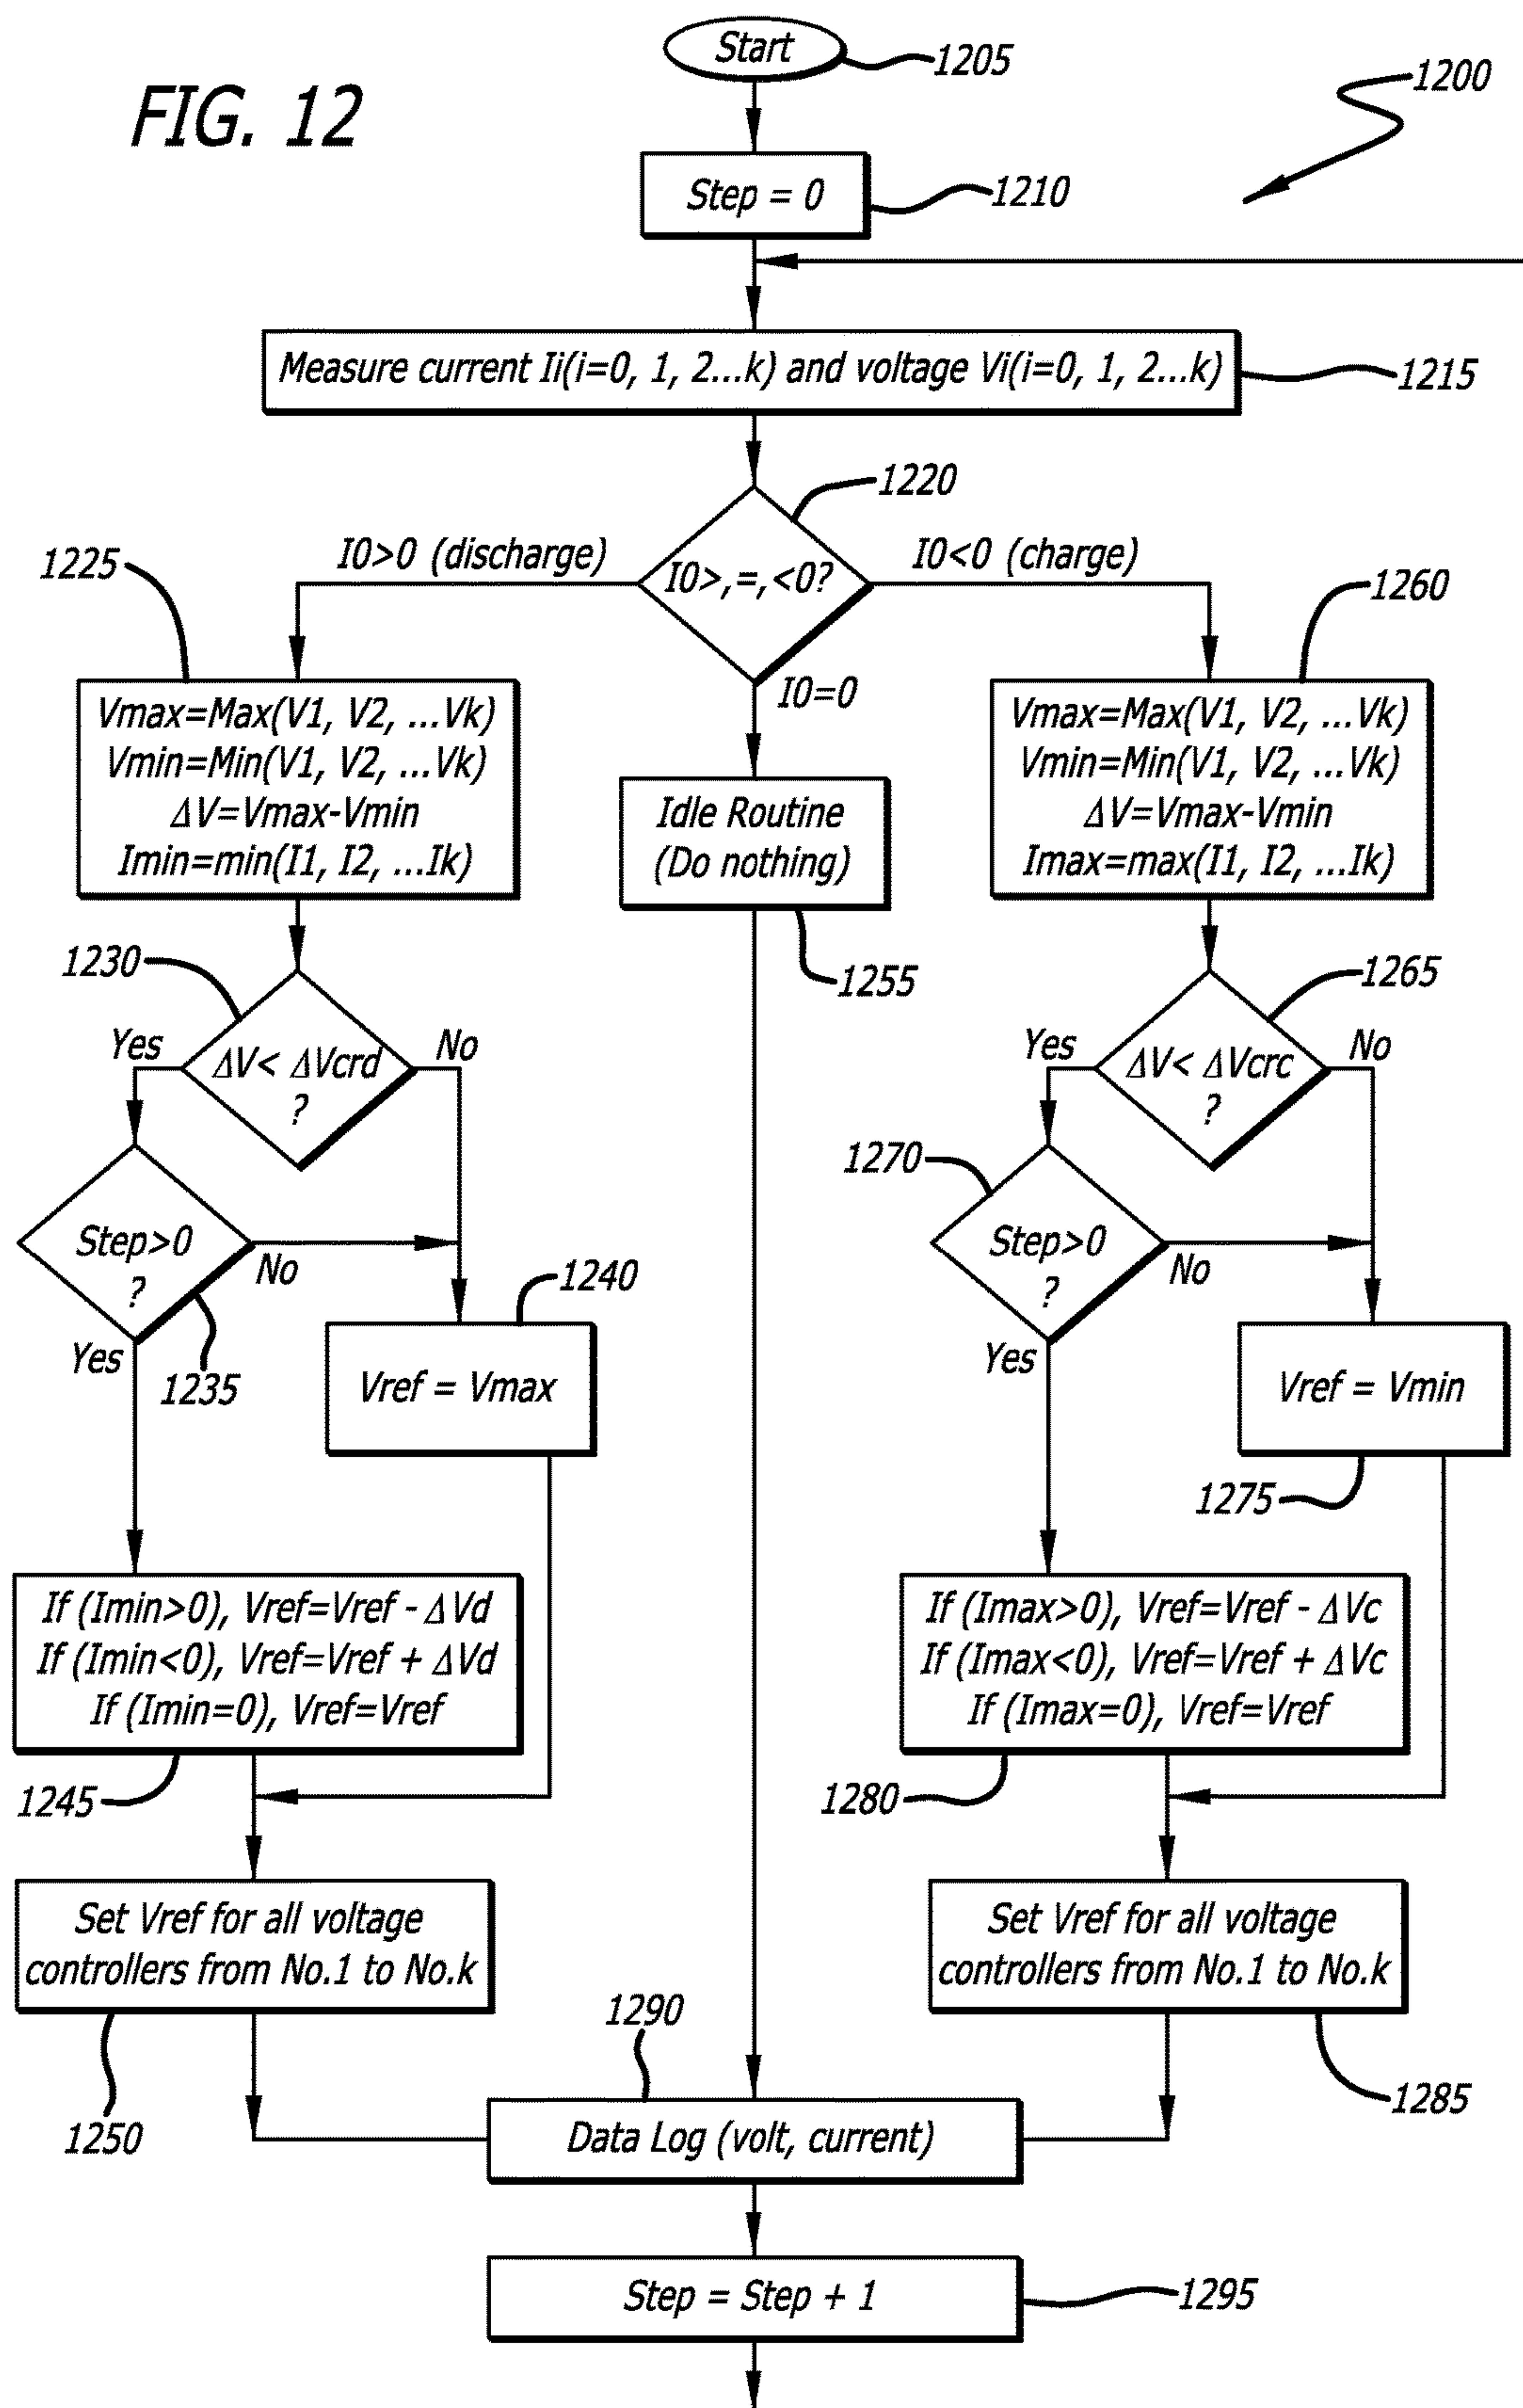 FIG. 12
Start
1205
1200
Step = 0
1210
Measure current Ii(i=0, 1, 2...k) and voltage Vi(i=0, 1, 2...k)
1215
1220
I0>,=,<0?
I0>0 (discharge)
I0<0 (charge)
I0=0
1225
Vmax=Max(V1, V2, ...Vk)
Vmin=Min(V1, V2, ...Vk)
ΔV=Vmax-Vmin
Imin=min(I1, I2, ...Ik)
Idle Routine
(Do nothing)
1255
1260
Vmax=Max(V1, V2, ...Vk)
Vmin=Min(V1, V2, ...Vk)
ΔV=Vmax-Vmin
Imax=max(I1, I2, ...Ik)
1230
Yes
ΔV< ΔVcrd
?
No
1265
Yes
ΔV< ΔVcrc
?
No
Step>0
?
No
Yes
1235
1240
Vref = Vmax
1270
Step>0
?
No
Yes
Vref = Vmin
1275
If (Imin>0), Vref=Vref - ΔVd
If (Imin<0), Vref=Vref + ΔVd
If (Imin=0), Vref=Vref
1245
If (Imax>0), Vref=Vref - ΔVc
If (Imax<0), Vref=Vref + ΔVc
If (Imax=0), Vref=Vref
1280
Set Vref for all voltage
controllers from No.1 to No.k
1250
Set Vref for all voltage
controllers from No.1 to No.k
1285
1290
Data Log (volt, current)
Step = Step + 1
1295